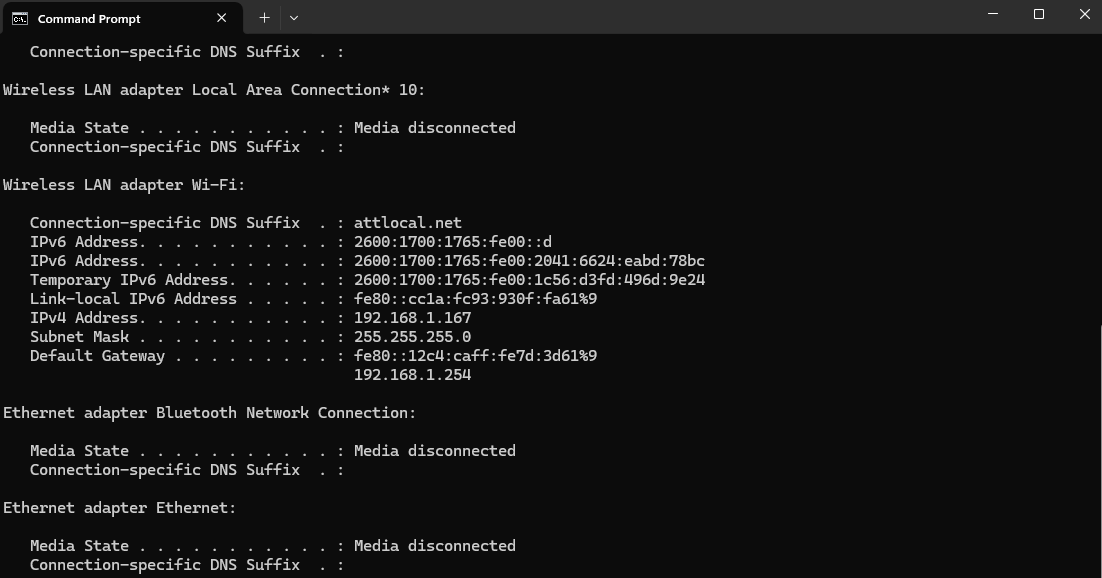 Command Prompt
Connection-specific DNS Suffix  . :
Wireless LAN adapter Local Area Connection* 10:
Media State . . . . . . . . . . . : Media disconnected
Connection-specific DNS Suffix  . :
Wireless LAN adapter Wi-Fi:
Connection-specific DNS Suffix  . : attlocal.net
IPv6 Address. . . . . . . . . . . : 2600:1700:1765:fe00::d
IPv6 Address. . . . . . . . . . . : 2600:1700:1765:fe00:2041:6624:eabd:78bc
Temporary IPv6 Address. . . . . . : 2600:1700:1765:fe00:1c56:d3fd:496d:9e24
Link-local IPv6 Address . . . . . : fe80::cc1a:fc93:930f:fa61%9
IPv4 Address. . . . . . . . . . . : 192.168.1.167
Subnet Mask . . . . . . . . . . . : 255.255.255.0
Default Gateway . . . . . . . . . : fe80::12c4:caff:fe7d:3d61%9
192.168.1.254
Ethernet adapter Bluetooth Network Connection:
Media State . . . . . . . . . . . : Media disconnected
Connection-specific DNS Suffix  . :
Ethernet adapter Ethernet:
Media State . . . . . . . . . . . : Media disconnected
Connection-specific DNS Suffix  . :